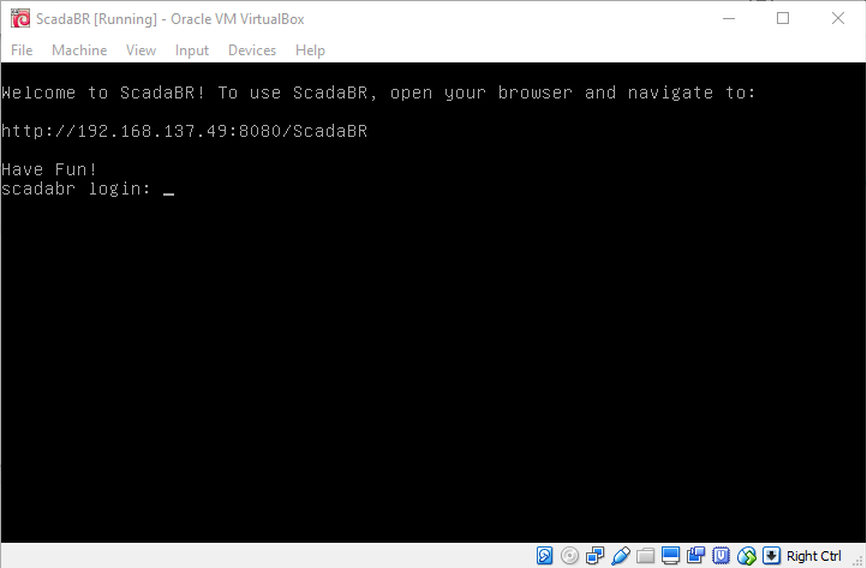 ScadaBR [Running] - Oracle VM VirtualBox
File Machine View Input Devices Help
Welcome to ScadaBR! To use ScadaBR, open your browser and navigate to:
http://192.168.137.49:8080/ScadaBR
Have Fun!
scadabr login: _
Right Ctrl